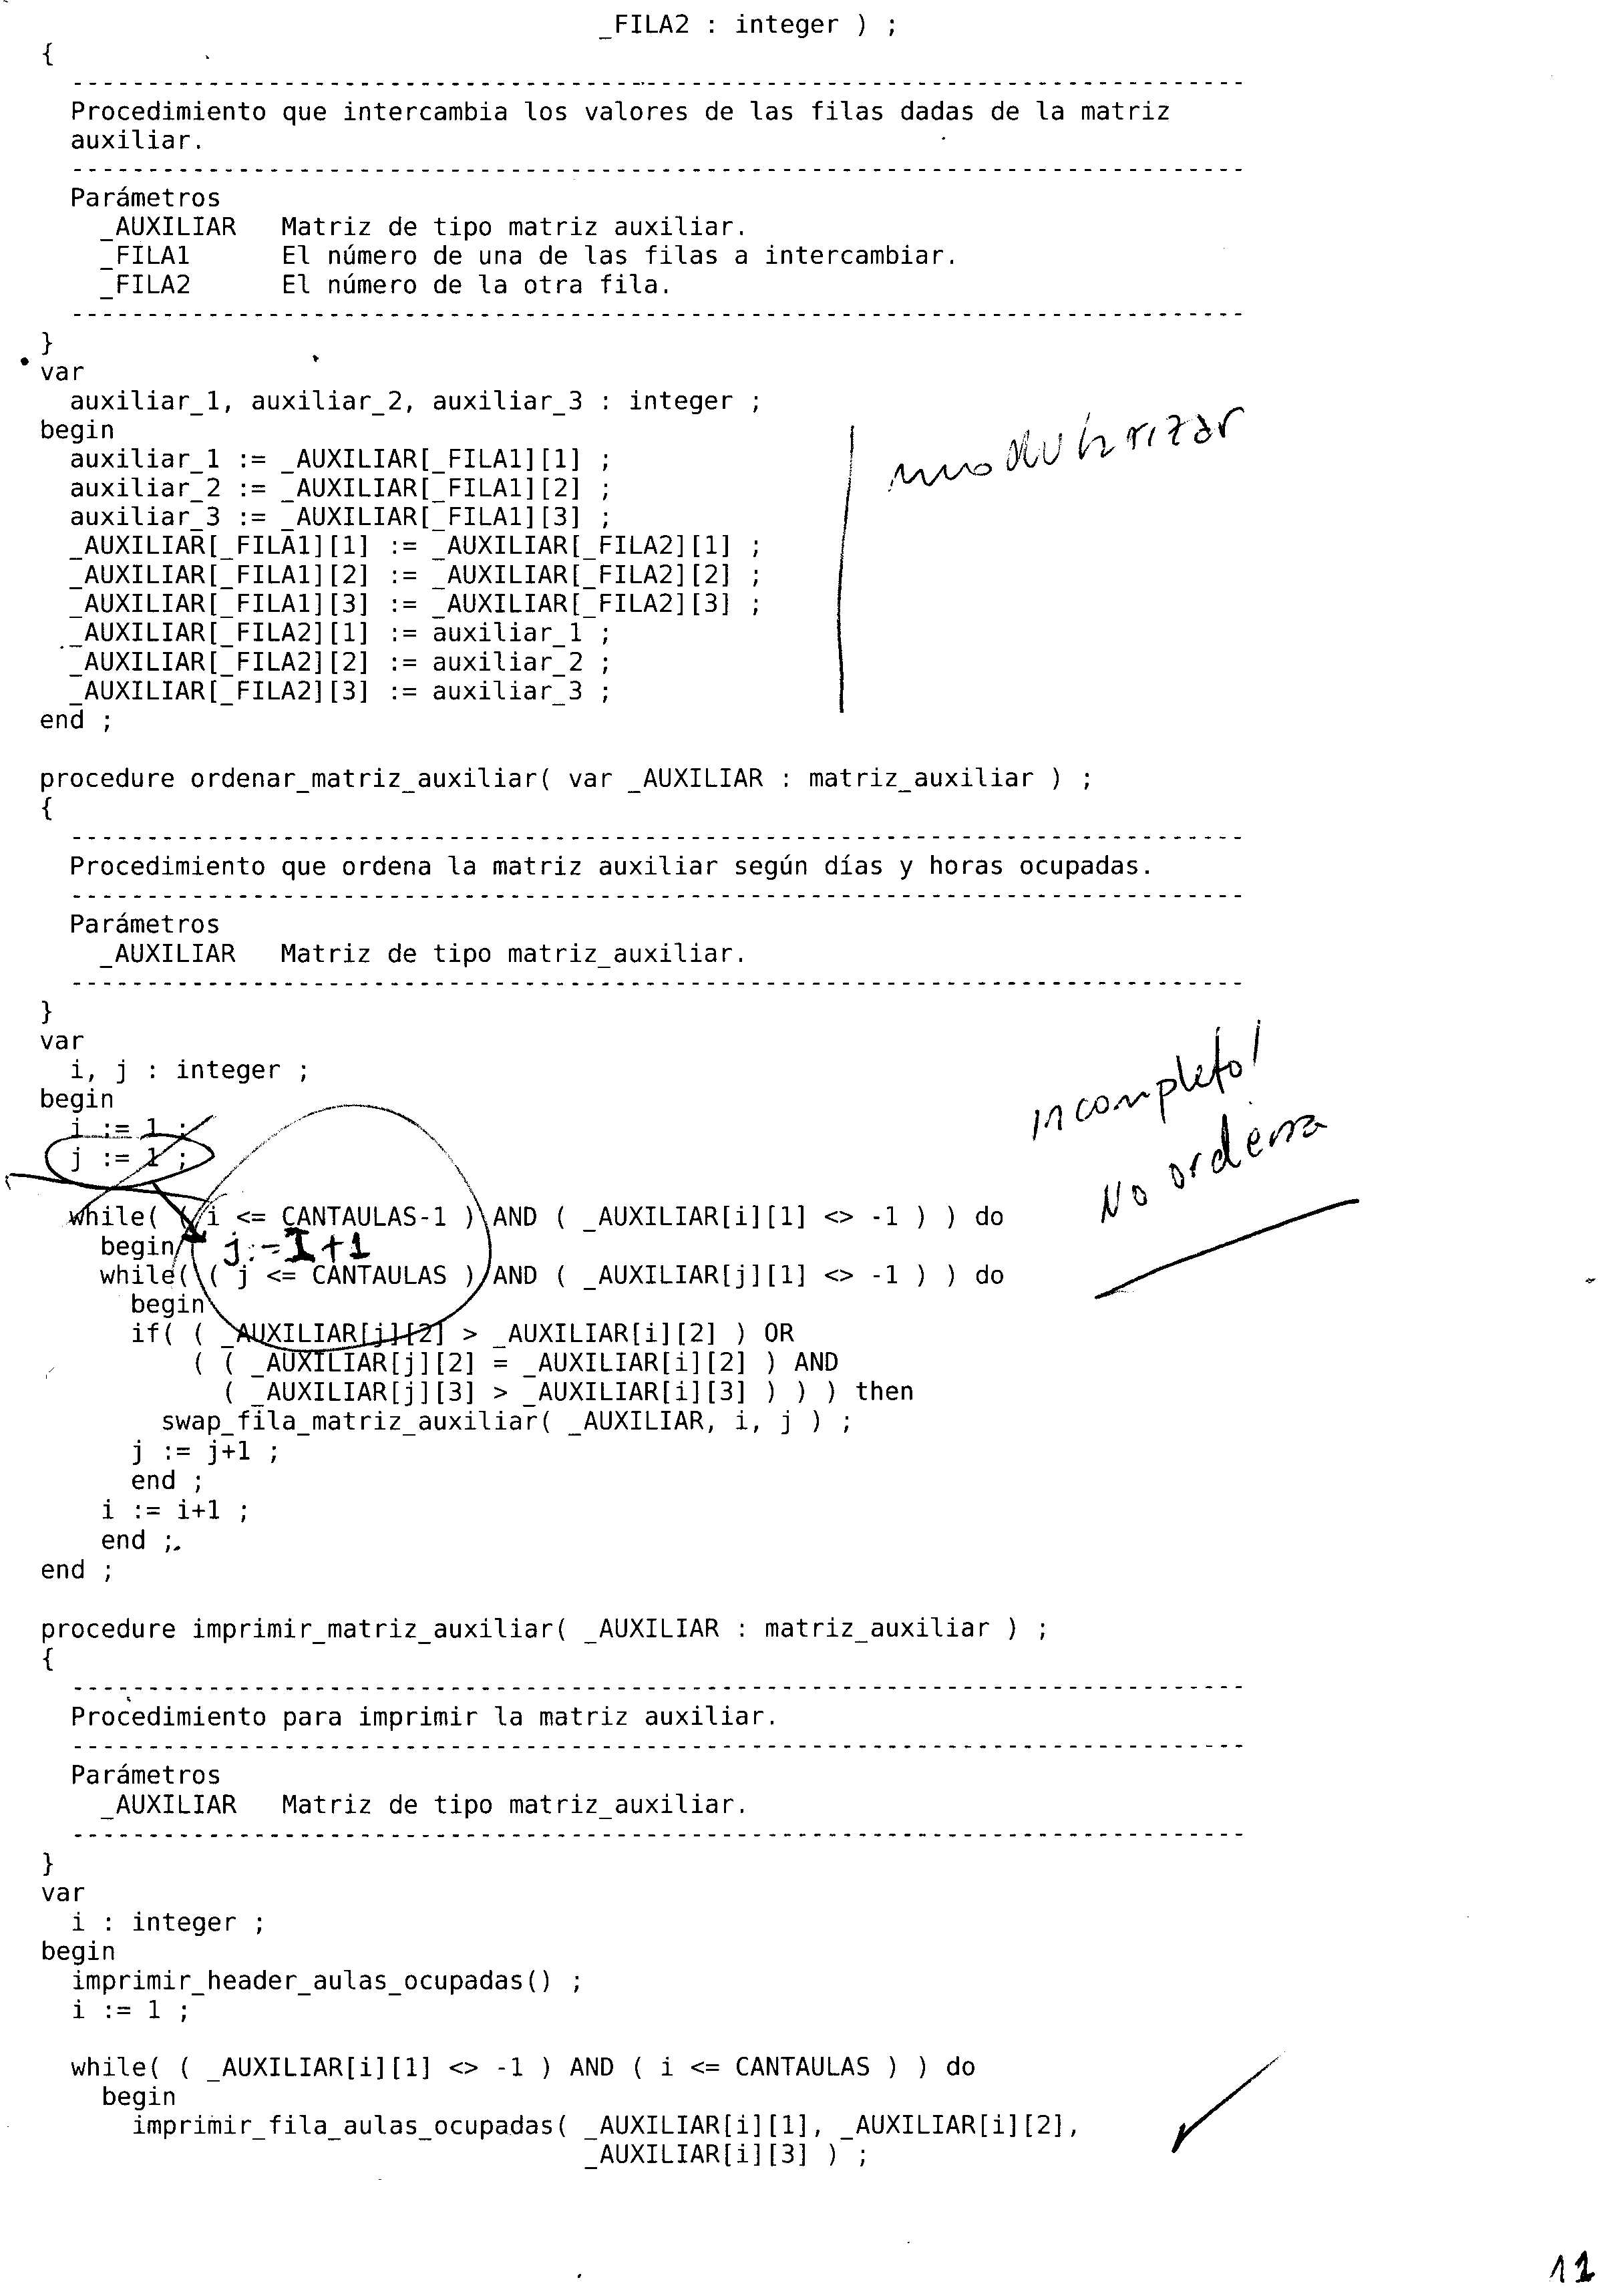 _FILA2 : integer ) ;
{
-------------------------------------------------------------------------------
Procedimiento que intercambia los valores de las filas dadas de la matriz
auxiliar.
-------------------------------------------------------------------------------
Parámetros
_AUXILIAR   Matriz de tipo matriz auxiliar.
_FILA1      El número de una de las filas a intercambiar.
_FILA2      El número de la otra fila.
-------------------------------------------------------------------------------
}
var
auxiliar_1, auxiliar_2, auxiliar_3 : integer ;
begin
modularizar
auxiliar_1 := _AUXILIAR[_FILA1][1] ;
auxiliar_2 := _AUXILIAR[_FILA1][2] ;
auxiliar_3 := _AUXILIAR[_FILA1][3] ;
_AUXILIAR[_FILA1][1] := _AUXILIAR[_FILA2][1] ;
_AUXILIAR[_FILA1][2] := _AUXILIAR[_FILA2][2] ;
_AUXILIAR[_FILA1][3] := _AUXILIAR[_FILA2][3] ;
_AUXILIAR[_FILA2][1] := auxiliar_1 ;
_AUXILIAR[_FILA2][2] := auxiliar_2 ;
_AUXILIAR[_FILA2][3] := auxiliar_3 ;
end ;
procedure ordenar_matriz_auxiliar( var _AUXILIAR : matriz_auxiliar ) ;
{
-------------------------------------------------------------------------------
Procedimiento que ordena la matriz auxiliar según días y horas ocupadas.
-------------------------------------------------------------------------------
Parámetros
_AUXILIAR   Matriz de tipo matriz_auxiliar.
-------------------------------------------------------------------------------
}
var
i, j : integer ;
begin
incompleto!
i := 1 ;
j := 1 ;
No ordena
while( ( i <= CANTAULAS-1 ) AND ( _AUXILIAR[i][1] <> -1 ) ) do
begin
j:=I+1
while( ( j <= CANTAULAS ) AND ( _AUXILIAR[j][1] <> -1 ) ) do
begin
if( ( _AUXILIAR[j][2] > _AUXILIAR[i][2] ) OR
( ( _AUXILIAR[j][2] = _AUXILIAR[i][2] ) AND
( _AUXILIAR[j][3] > _AUXILIAR[i][3] ) ) ) then
swap_fila_matriz_auxiliar( _AUXILIAR, i, j ) ;
j := j+1 ;
end ;
i := i+1 ;
end ;
end ;
procedure imprimir_matriz_auxiliar( _AUXILIAR : matriz_auxiliar ) ;
{
-------------------------------------------------------------------------------
Procedimiento para imprimir la matriz auxiliar.
-------------------------------------------------------------------------------
Parámetros
_AUXILIAR   Matriz de tipo matriz_auxiliar.
-------------------------------------------------------------------------------
}
var
i : integer ;
begin
imprimir_header_aulas_ocupadas() ;
i := 1 ;
while( ( _AUXILIAR[i][1] <> -1 ) AND ( i <= CANTAULAS ) ) do
begin
imprimir_fila_aulas_ocupadas( _AUXILIAR[i][1], _AUXILIAR[i][2],
_AUXILIAR[i][3] ) ;
11